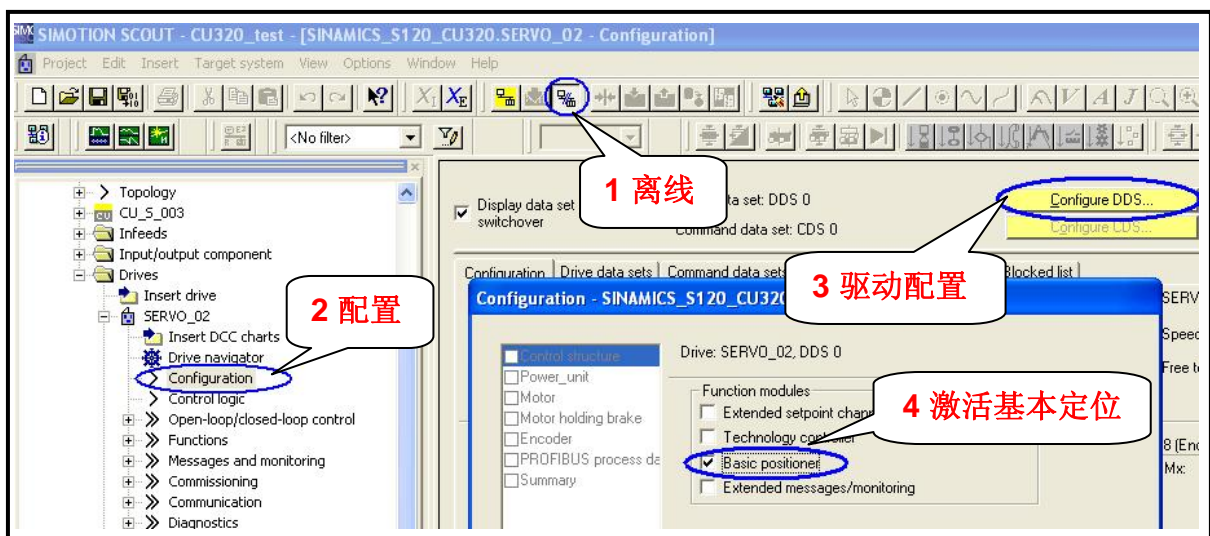 SIMOTION SCOUT - CU320_test - [SINAMICS_S120_CU320.SERVO_02 - Configuration]
Project Edit Insert Target system View Options Window Help
<No filter>
1 离线
Topology
CU_S_003
Infeeds
Input/output component
Drives
Insert drive
SERVO_02
Insert DCC charts
Drive navigator
Configuration
Control logic
Open-loop/closed-loop control
Functions
Messages and monitoring
Commissioning
Communication
Diagnostics
2 配置
Display data set
switchover
ta set: DDS 0
Command data set: CDS 0
Configure DDS...
Configure CDS...
3 驱动配置
Configuration Drive data sets Command data sets Blocked list
Configuration - SINAMICS_S120_CU320
Control structure
Power_unit
Motor
Motor holding brake
Encoder
PROFIBUS process da
Summary
Drive: SERVO_02, DDS 0
Function modules
Extended setpoint chan
Technology controller
Basic positioner
Extended messages/monitoring
4 激活基本定位
SERV
Speed
Free t
8 (Enc
Mx: